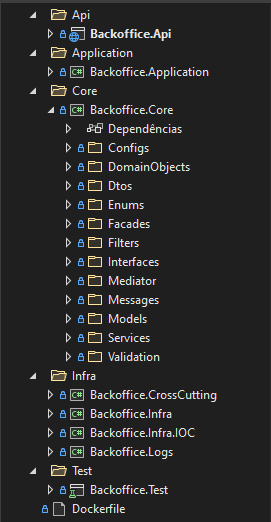 Api
Backoffice.Api
Application
Backoffice.Application
Core
Backoffice.Core
Dependências
Configs
DomainObjects
Dtos
Enums
Facades
Filters
Interfaces
Mediator
Messages
Models
Services
Validation
Infra
Backoffice.CrossCutting
Backoffice.Infra
Backoffice.Infra.IOC
Backoffice.Logs
Test
Backoffice.Test
Dockerfile